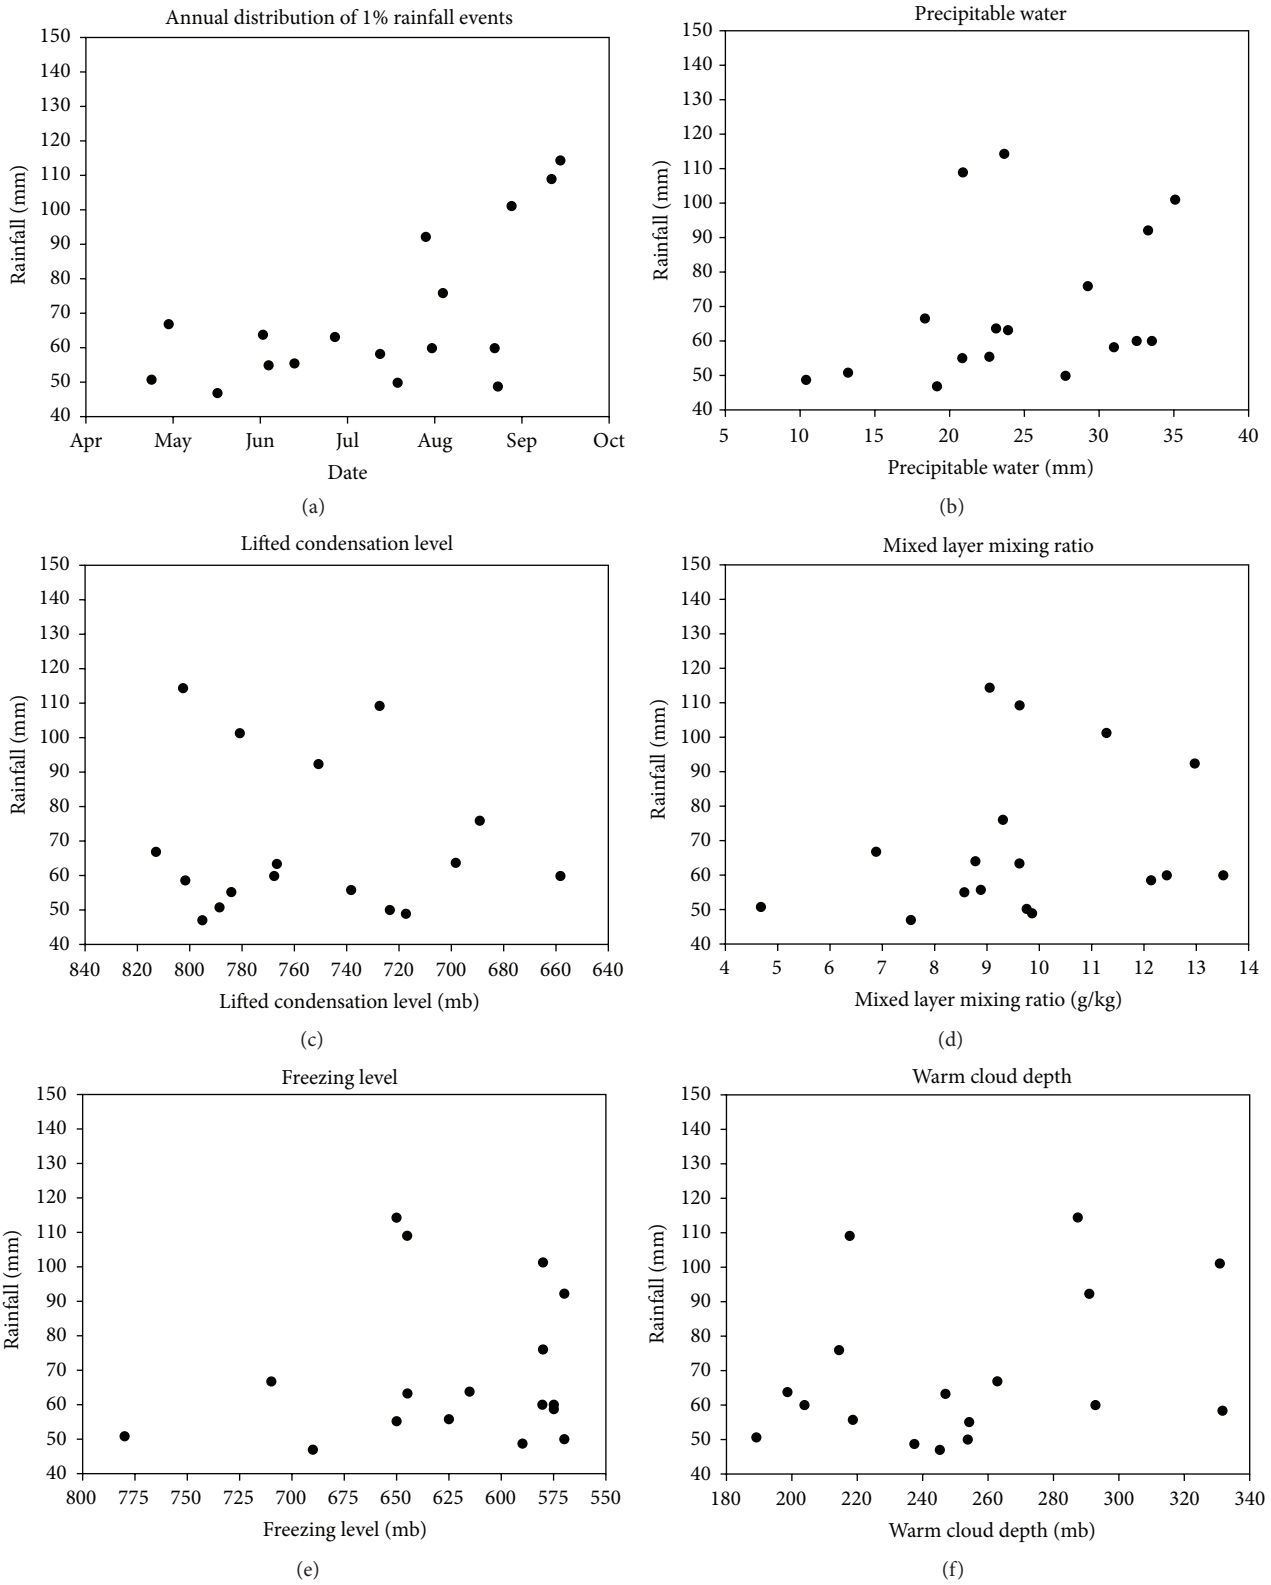 Annual distribution of 1% rainfall events
150
140
130
120
110
100
90
80
70
60
50
40
Rainfall (mm)
Apr May Jun Jul Aug Sep Oct
Date
(a)
Precipitable water
150
140
130
120
110
100
90
80
70
60
50
40
Rainfall (mm)
5 10 15 20 25 30 35 40
Precipitable water (mm)
(b)
Lifted condensation level
150
140
130
120
110
100
90
80
70
60
50
40
Rainfall (mm)
840 820 800 780 760 740 720 700 680 660 640
Lifted condensation level (mb)
(c)
Mixed layer mixing ratio
150
140
130
120
110
100
90
80
70
60
50
40
Rainfall (mm)
4 5 6 7 8 9 10 11 12 13 14
Mixed layer mixing ratio (g/kg)
(d)
Freezing level
150
140
130
120
110
100
90
80
70
60
50
40
Rainfall (mm)
800 775 750 725 700 675 650 625 600 575 550
Freezing level (mb)
(e)
Warm cloud depth
150
140
130
120
110
100
90
80
70
60
50
40
Rainfall (mm)
180 200 220 240 260 280 300 320 340
Warm cloud depth (mb)
(f)